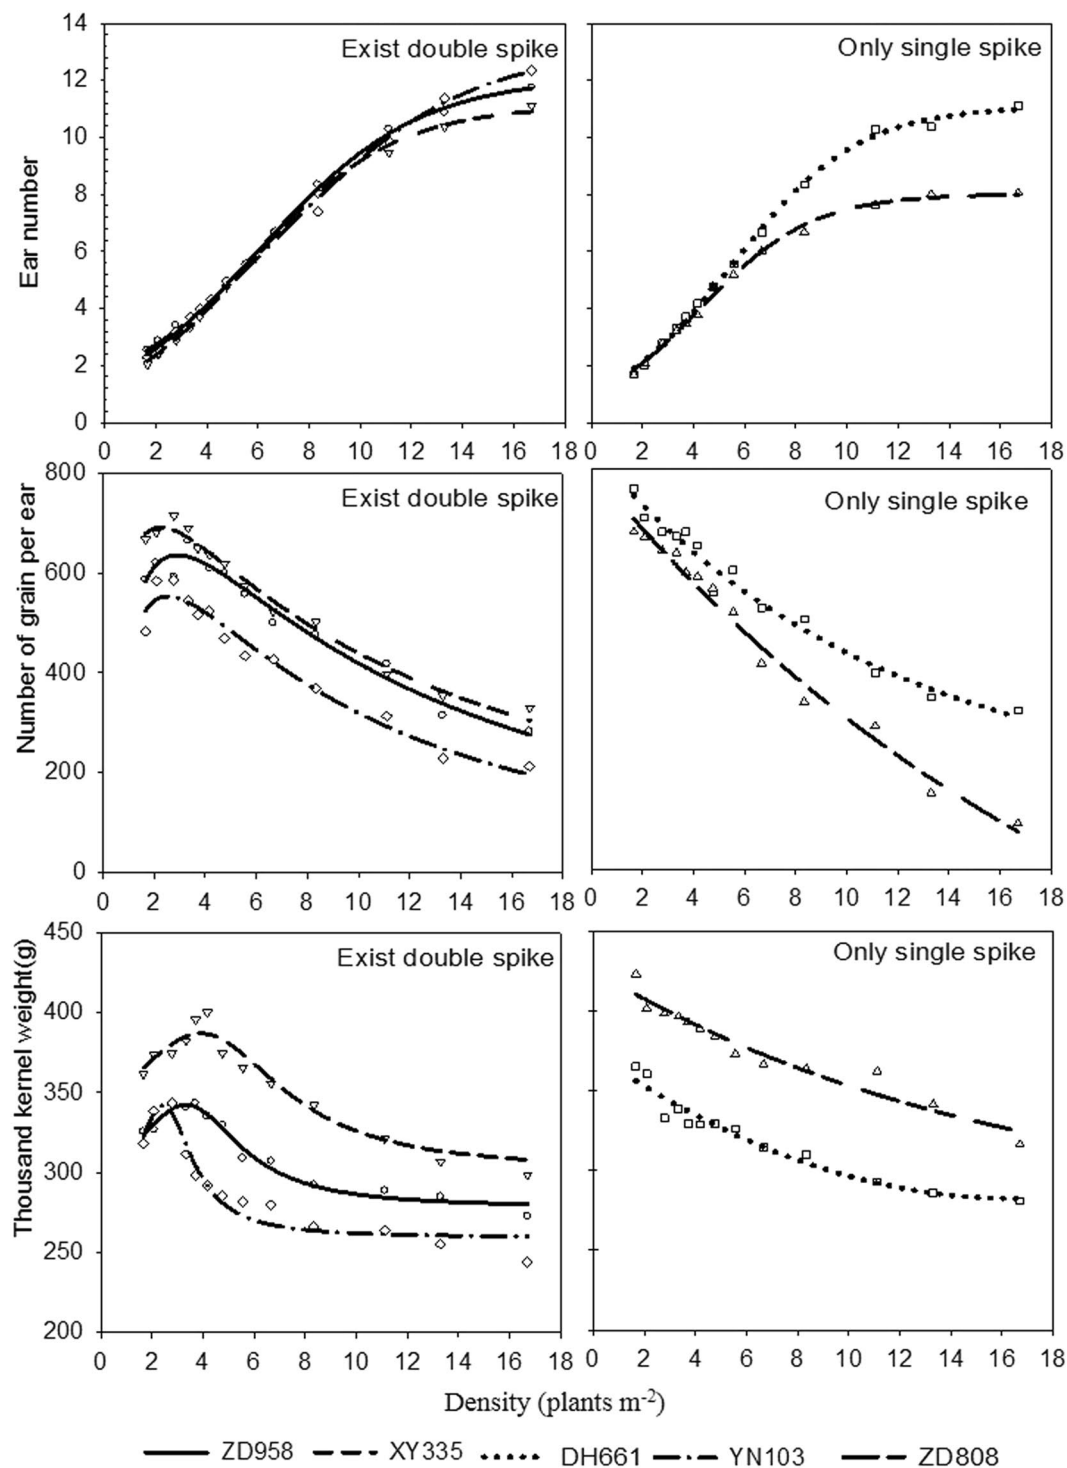 14
12
10
8
6
4
2
0
Ear number
Exist double spike
Only single spike
0 2 4 6 8 10 12 14 16 18
0 2 4 6 8 10 12 14 16 18
800
600
400
200
0
Number of grain per ear
Exist double spike
Only single spike
0 2 4 6 8 10 12 14 16 18
0 2 4 6 8 10 12 14 16 18
450
400
350
300
250
200
Thousand kernel weight(g)
Exist double spike
Only single spike
0 2 4 6 8 10 12 14 16 18
0 2 4 6 8 10 12 14 16 18
Density (plants m-2)
ZD958 XY335 DH661 YN103 ZD808